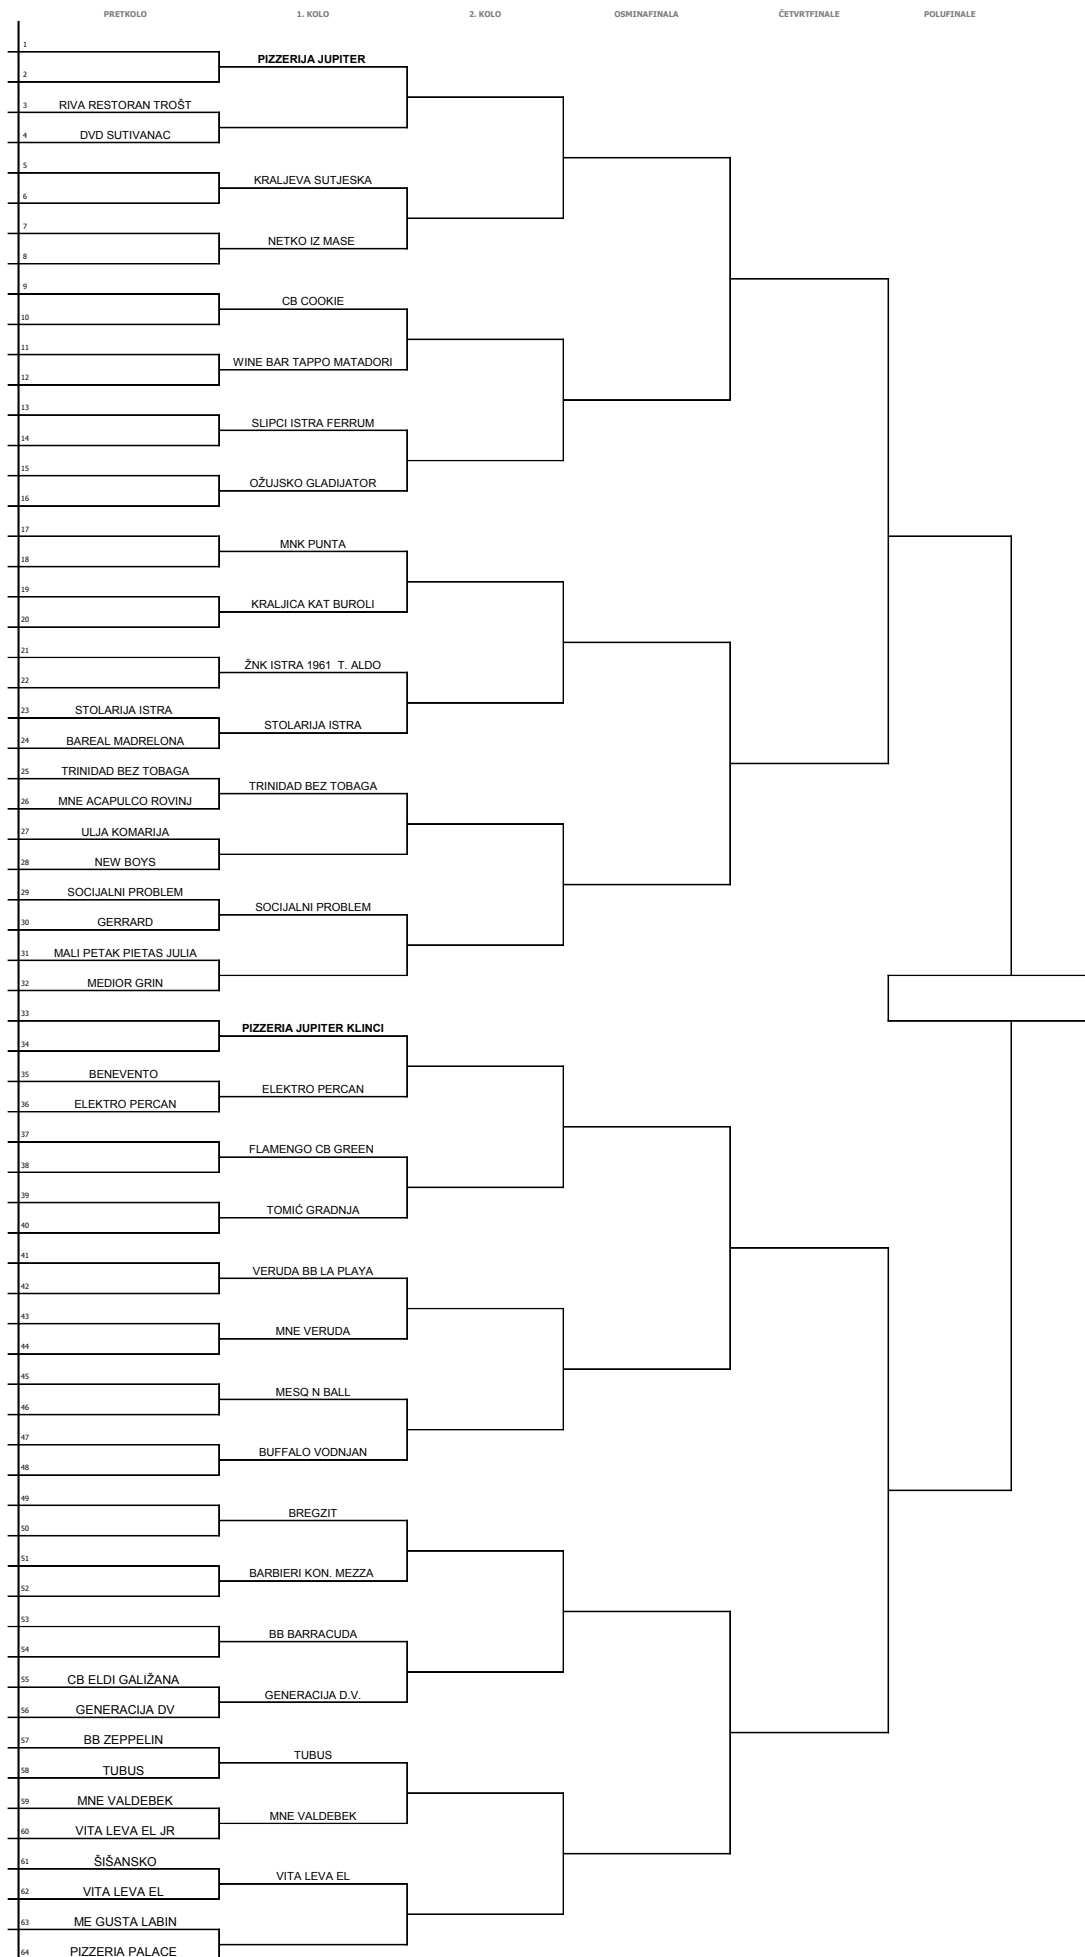 PRETKOLO 1. KOLO 2. KOLO OSMINAFINALA ČETVRTFINALE POLUFINALE
1
PIZZERIJA JUPITER
2
3 RIVA RESTORAN TROŠT
4 DVD SUTIVANAC
5
KRALJEVA SUTJESKA
6
7
NETKO IZ MASE
8
9
CB COOKIE
10
11
WINE BAR TAPPO MATADORI
12
13
SLIPCI ISTRA FERRUM
14
15
OŽUJSKO GLADIJATOR
16
17
MNK PUNTA
18
19
KRALJICA KAT BUROLI
20
21
ŽNK ISTRA 1961 T. ALDO
22
23 STOLARIJA ISTRA
STOLARIJA ISTRA
24 BAREAL MADRELONA
25 TRINIDAD BEZ TOBAGA
TRINIDAD BEZ TOBAGA
26 MNE ACAPULCO ROVINJ
27 ULJA KOMARIJA
28 NEW BOYS
29 SOCIJALNI PROBLEM
SOCIJALNI PROBLEM
30 GERRARD
31 MALI PETAK PIETAS JULIA
32 MEDIOR GRIN
33
PIZZERIA JUPITER KLINCI
34
35 BENEVENTO
ELEKTRO PERCAN
36 ELEKTRO PERCAN
37
FLAMENGO CB GREEN
38
39
TOMIĆ GRADNJA
40
41
VERUDA BB LA PLAYA
42
43
MNE VERUDA
44
45
MESQ N BALL
46
47
BUFFALO VODNJAN
48
49
BREGZIT
50
51
BARBIERI KON. MEZZA
52
53
BB BARRACUDA
54
55 CB ELDI GALIŽANA
GENERACIJA D.V.
56 GENERACIJA DV
57 BB ZEPPELIN
TUBUS
58 TUBUS
59 MNE VALDEBEK
MNE VALDEBEK
60 VITA LEVA EL JR
61 ŠIŠANSKO
VITA LEVA EL
62 VITA LEVA EL
63 ME GUSTA LABIN
64 PIZZERIA PALACE